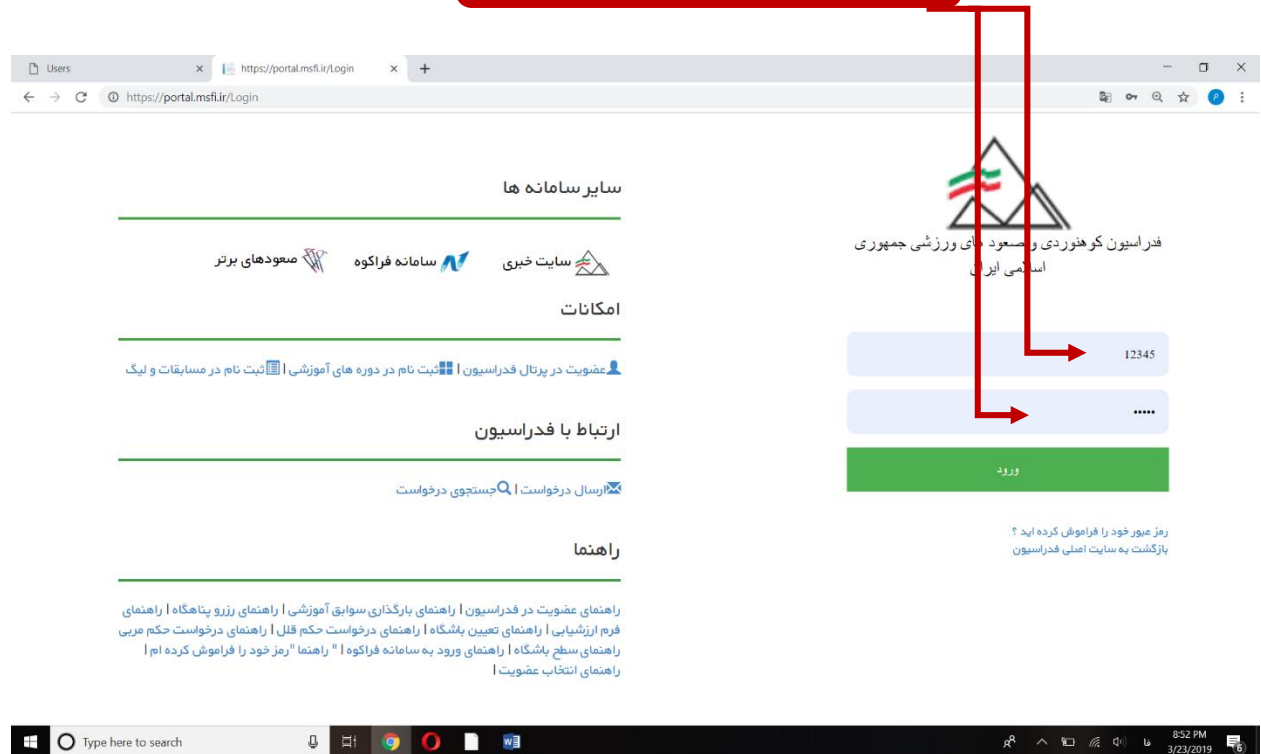 Users
https://portal.msfi.ir/Login
https://portal.msfi.ir/Login
فدراسیون کوهنوردی و صعود های ورزشی جمهوری
اسلامی ایران
12345
•••••
ورود
رمز عبور خود را فراموش کرده اید ؟
بازگشت به سایت اصلی فدراسیون
سایر سامانه ها
سایت خبری سامانه فراکوه صعودهای برتر
امکانات
عضویت در پرتال فدراسیون | ثبت نام در دوره های آموزشی | ثبت نام در مسابقات و لیگ
ارتباط با فدراسیون
ارسال درخواست | جستجوی درخواست
راهنما
راهنمای عضویت در فدراسیون | راهنمای بارگذاری سوابق آموزشی | راهنمای رزرو پناهگاه | راهنمای
فرم ارزشیابی | راهنمای تعیین باشگاه | راهنمای درخواست حکم قلل | راهنمای درخواست حکم مربی
راهنمای سطح باشگاه | راهنمای ورود به سامانه فراکوه | " راهنما "رمز خود را فراموش کرده ام |
راهنمای انتخاب عضویت |
Type here to search
فا
8:52 PM
3/23/2019
6